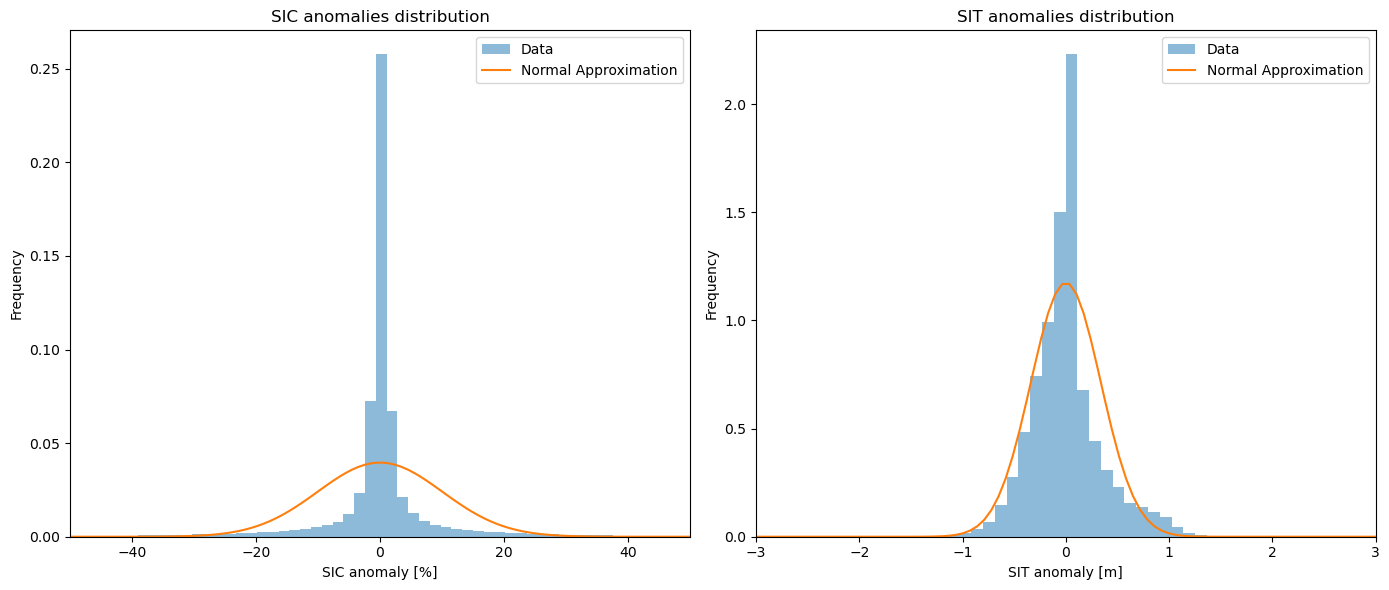 SIC anomalies distribution
Data
Normal Approximation
Frequency
0.25
0.20
0.15
0.10
0.05
0.00
−40
−20
0
20
40
SIC anomaly [%]
SIT anomalies distribution
Data
Normal Approximation
Frequency
2.0
1.5
1.0
0.5
0.0
−3
−2
−1
0
1
2
3
SIT anomaly [m]